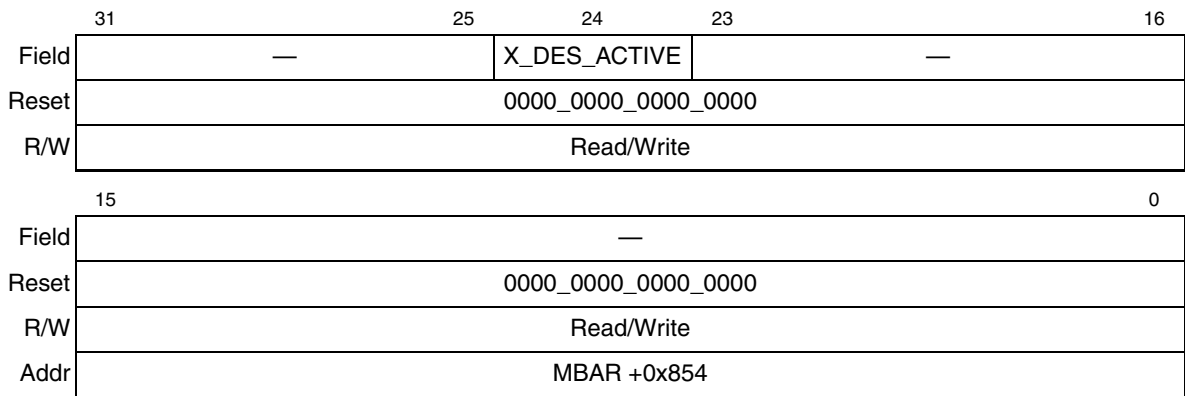 31 25 24 23 16
Field — X_DES_ACTIVE —
Reset 0000_0000_0000_0000
R/W Read/Write
15 0
Field —
Reset 0000_0000_0000_0000
R/W Read/Write
Addr MBAR +0x854